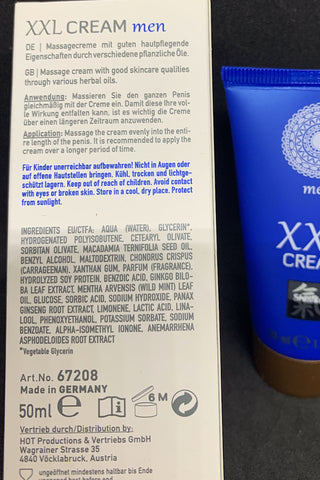 XXL CREAM men
DE | Massagecreme mit guten hautpflegende
Eigenschaften durch verschiedene pflanzliche Öle.
GB | Massage cream with good skincare qualities
through various herbal oils.
Anwendung: Massieren Sie den ganzen Penis
gleichmäßig mit der Creme ein. Damit diese Ihre vol-
le Wirkung entfalten kann, ist es wichtig die Creme
über einen längeren Zeitraum anzuwenden.
Application: Massage the cream evenly into the entire
length of the penis. It is recommended to apply the
cream over a longer period of time.
Für Kinder unerreichbar aufbewahren! Nicht in Augen oder
auf offene Hautstellen bringen. Kühl, trocken und lichtge-
schützt lagern. Keep out of reach of children. Avoid contact
with eyes or broken skin. Store in a cool, dry place. Protect
from sunlight.
INGREDIENTS EU/CTFA: AQUA (WATER), GLYCERIN*,
HYDROGENATED POLYISOBUTENE, CETEARYL OLIVATE,
SORBITAN OLIVATE, MACADAMIA TERNIFOLIA SEED OIL,
BENZYL ALCOHOL, MALTODEXTRIN, CHONDRUS CRISPUS
(CARRAGEENAN), XANTHAN GUM, PARFUM (FRAGRANCE),
HYDROLYZED SOY PROTEIN, BENZOIC ACID, GINKGO BILO-
BA LEAF EXTRACT, MENTHA ARVENSIS (WILD MINT) LEAF
OIL, GLUCOSE, SORBIC ACID, SODIUM HYDROXIDE, PANAX
GINSENG ROOT EXTRACT, LIMONENE, LACTIC ACID, LINA-
LOOL, PHENOXYETHANOL, POTASSIUM SORBATE, SODIUM
BENZOATE, ALPHA-ISOMETHYL IONONE, ANEMARRHENA
ASPHODELOIDES ROOT EXTRACT
*Vegetable Glycerin
Art.No. 67208
Made in GERMANY
50ml e 6 M
Vertrieb durch/Distribution by:
HOT Productions & Vertriebs GmbH
Wagrainer Strasse 35
4840 Vöcklabruck, Austria
ungeöffnet mindestens haltbar bis Ende
me
XX
CREA